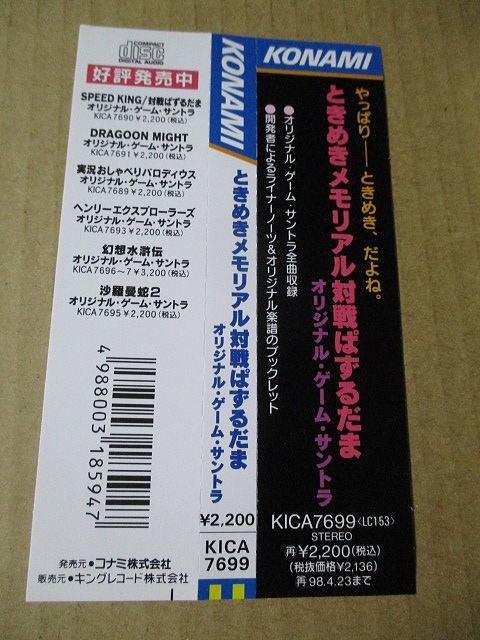 COMPACT
disc
DIGITAL AUDIO
好評発売中
SPEED KING/対戦ぱずるだま
オリジナル・ゲーム・サントラ
KICA7690 ¥2,200(税込)
DRAGOON MIGHT
オリジナル・ゲーム・サントラ
KICA7691 ¥2,200(税込)
実況おしゃべりパロディウス
オリジナル・ゲーム・サントラ
KICA7689 ¥2,200(税込)
ヘンリーエクスプローラーズ
オリジナル・ゲーム・サントラ
KICA7693 ¥2,200(税込)
幻想水滸伝
オリジナル・ゲーム・サントラ
KICA7696〜7 ¥3,200(税込)
沙羅曼蛇2
オリジナル・ゲーム・サントラ
KICA7695 ¥2,200(税込)
4988003185947
発売元●コナミ株式会社
販売元●キングレコード株式会社
KONAMI
ときめきメモリアル対戦ぱずるだま
オリジナル・ゲーム・サントラ
¥2,200
KICA
7699
KONAMI
やっぱり──ときめき、だよね。
ときめきメモリアル対戦ぱずるだま
オリジナル・ゲーム・サントラ
●オリジナル・ゲーム・サントラ全曲収録
●開発者によるライナーノーツ&オリジナル楽譜のブックレット
KICA7699〈LC153〉
STEREO
再¥2,200(税込)
(税抜価格¥2,136)
再98.4.23まで